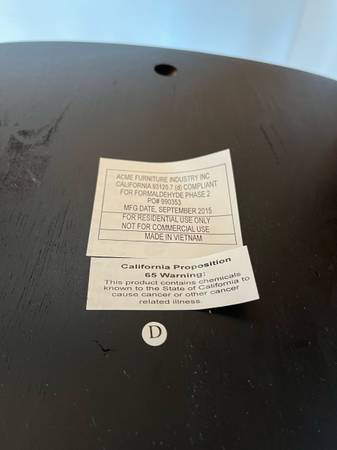 ACME FURNITURE INDUSTRY INC
CALIFORNIA 93120.7 (d) COMPLIANT
FOR FORMALDEHYDE PHASE 2
PO# 990353
MFG DATE, SEPTEMBER 2015
FOR RESIDENTIAL USE ONLY
NOT FOR COMMERCIAL USE
MADE IN VIETNAM
California Proposition
65 Warning:
This product contains chemicals
known to the State of California to
cause cancer or other cancer
related illness.
D